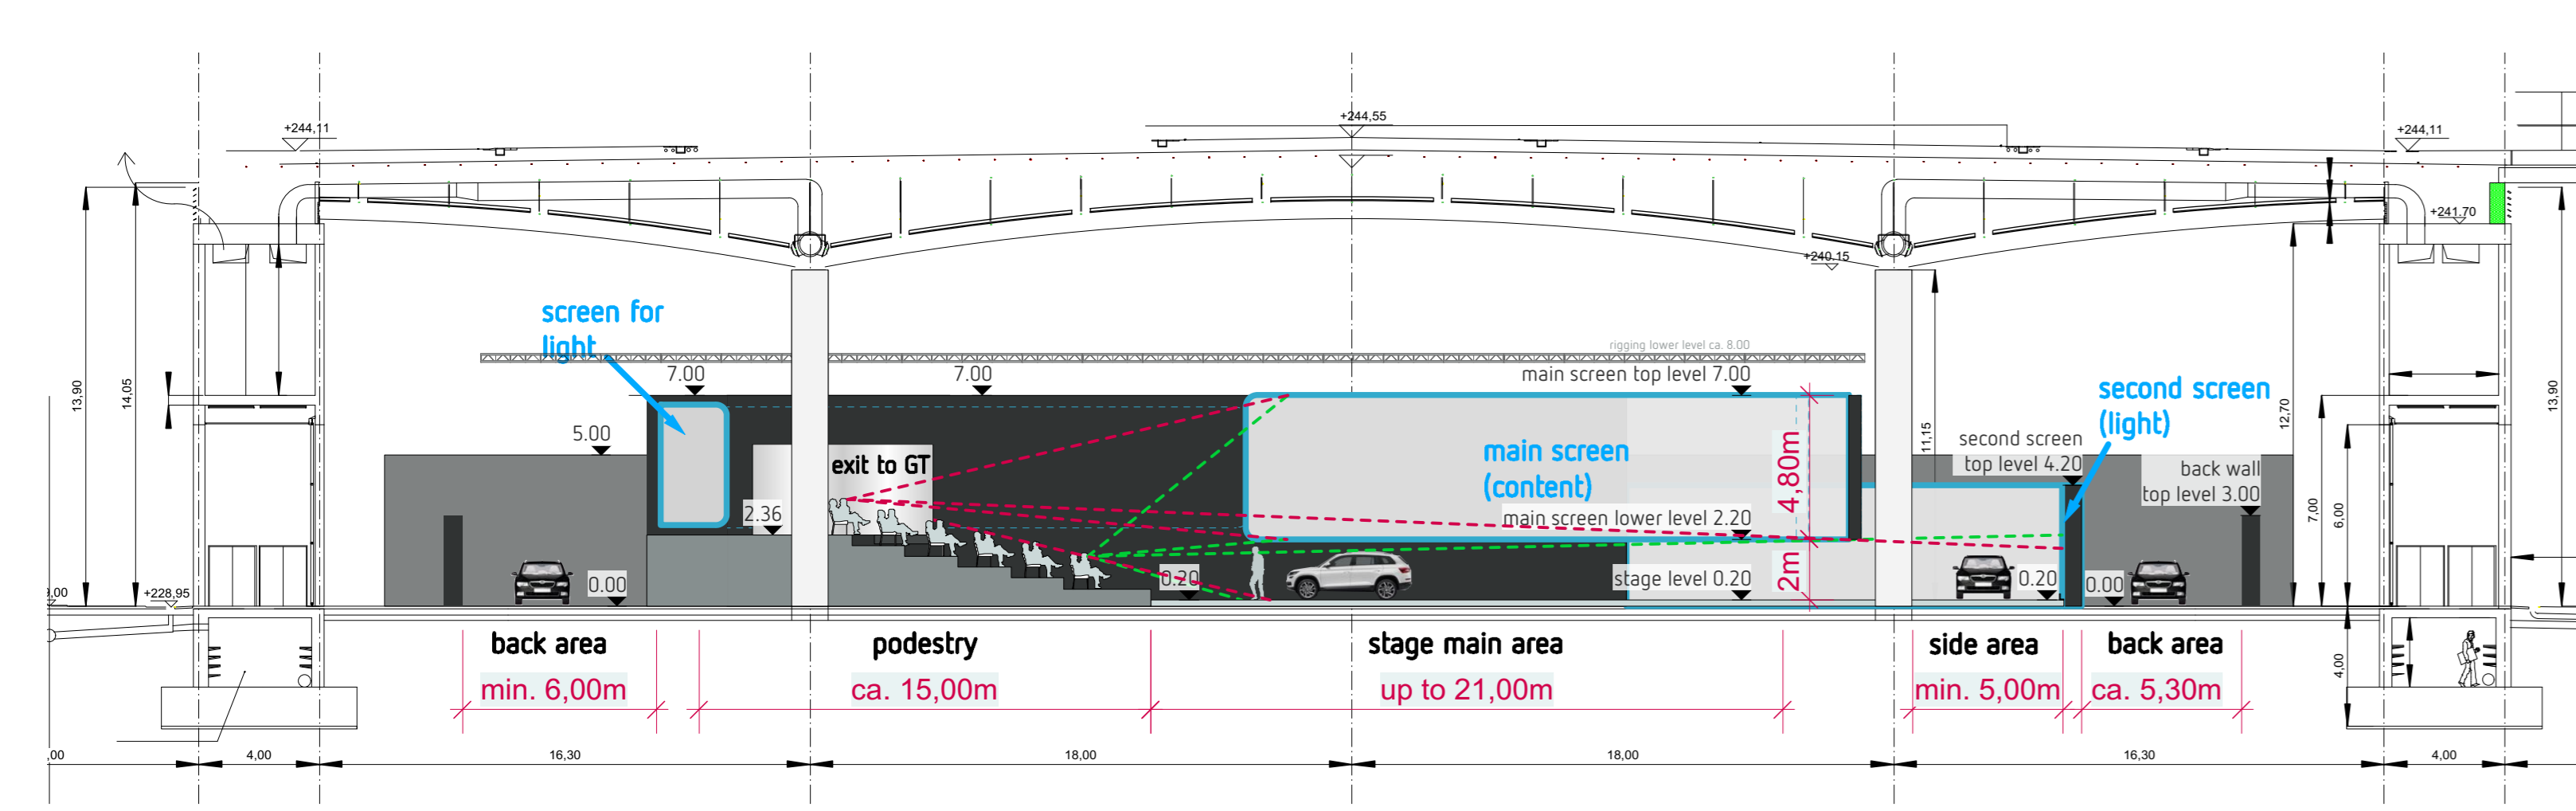 +244,11
+244,55
+244,11
+241.70
+240.15
13,90
14,05
screen for
light
rigging lower level ca. 8.00
7.00
7.00
main screen top level 7.00
second screen
(light)
11,15
12,70
13,90
5.00
exit to GT
main screen
(content)
4,80m
second screen
top level 4.20
back wall
top level 3.00
2.36
main screen lower level 2.20
7,00
6,00
0.00
0.20
stage level 0.20
2m
0.20
0.00
+228,95
back area
min. 6,00m
podestry
ca. 15,00m
stage main area
up to 21,00m
side area
min. 5,00m
back area
ca. 5,30m
4,00
4,00
16,30
18,00
18,00
16,30
4,00